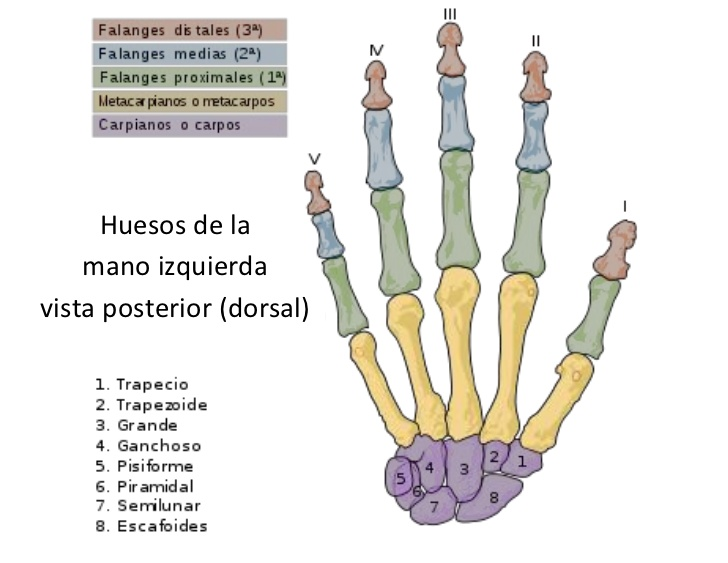 Falanges distales (3ª)
Falanges medias (2ª)
Falanges proximales (1ª)
Metacarpianos o metacarpos
Carpianos o carpos
III
IV
II
V
I
Huesos de la
mano izquierda
vista posterior (dorsal)
1. Trapecio
2. Trapezoide
3. Grande
4. Ganchoso
5. Pisiforme
6. Piramidal
7. Semilunar
8. Escafoides
5
4
3
2
1
6
7
8